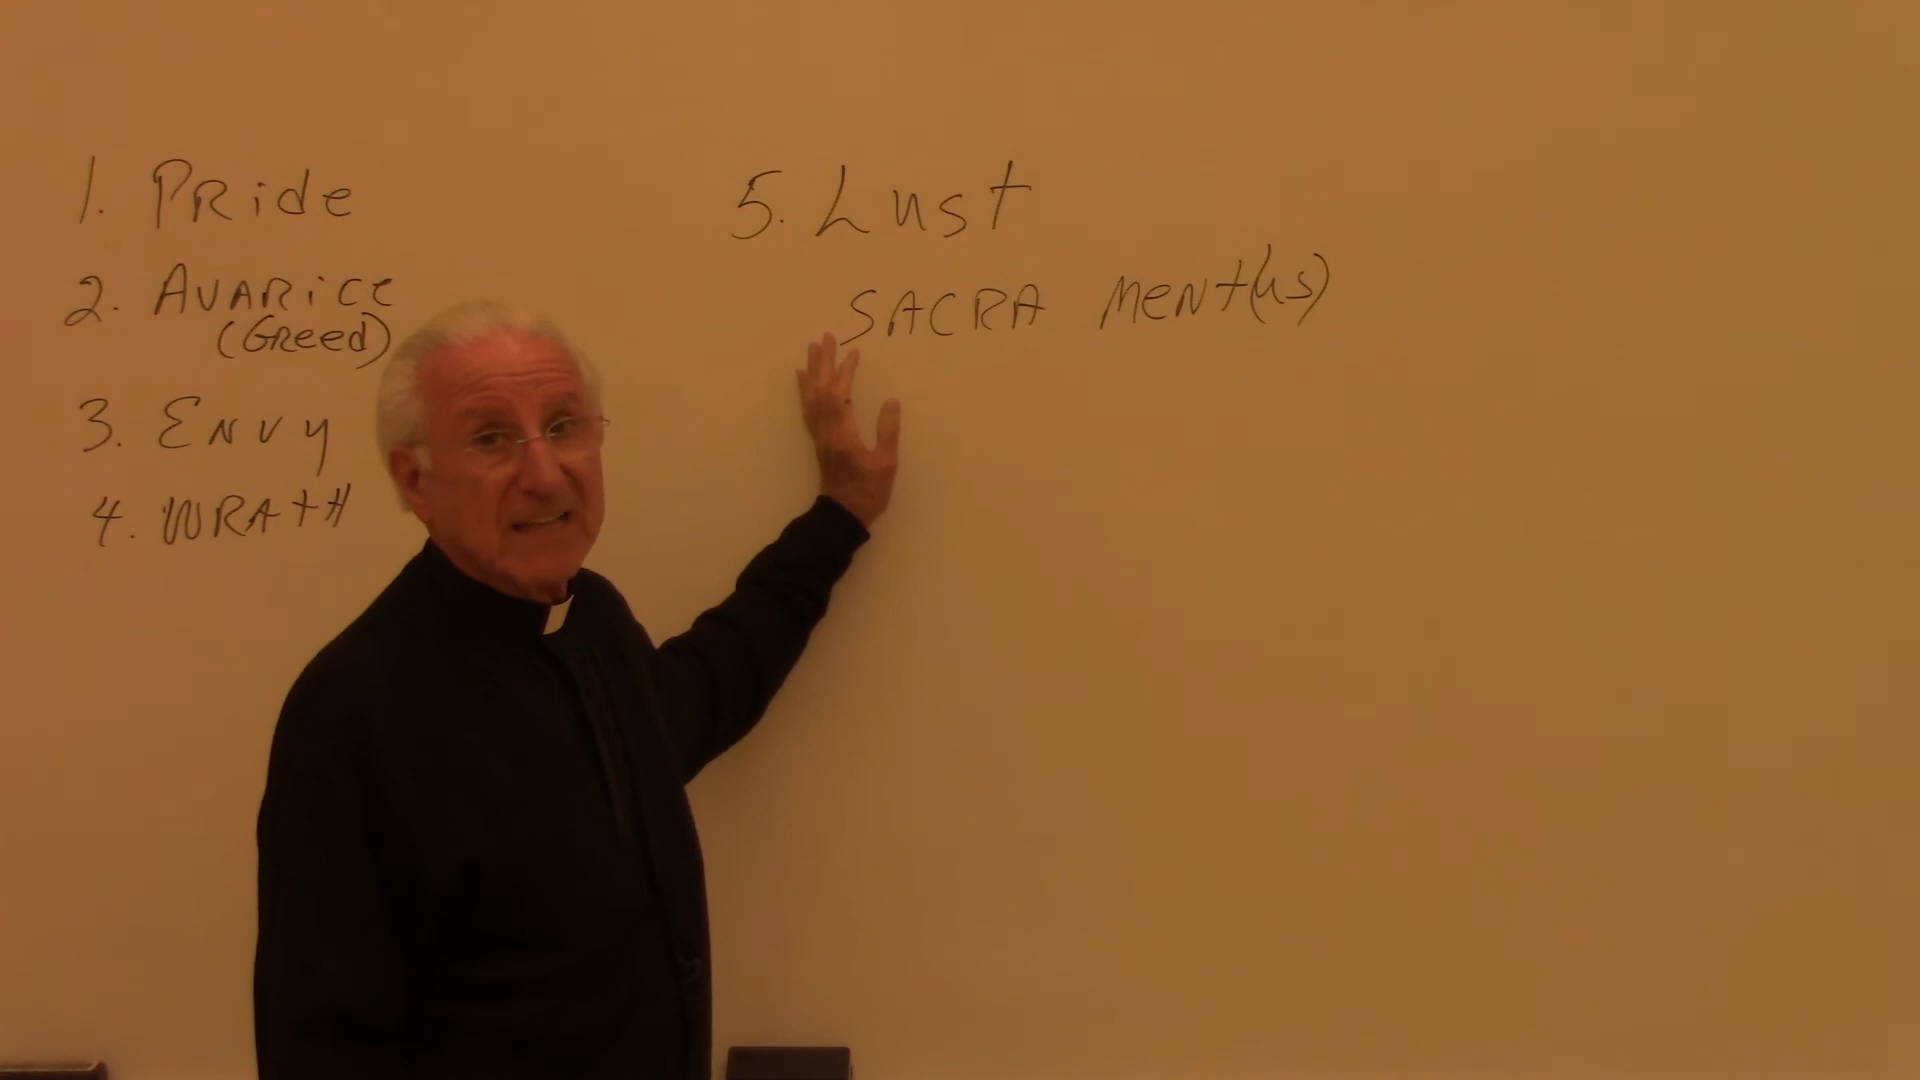 1. PRide
2. AVARice
(GReed)
3. ENvy
4. WRAtH
5. Lust
SACRA MeNt(us)